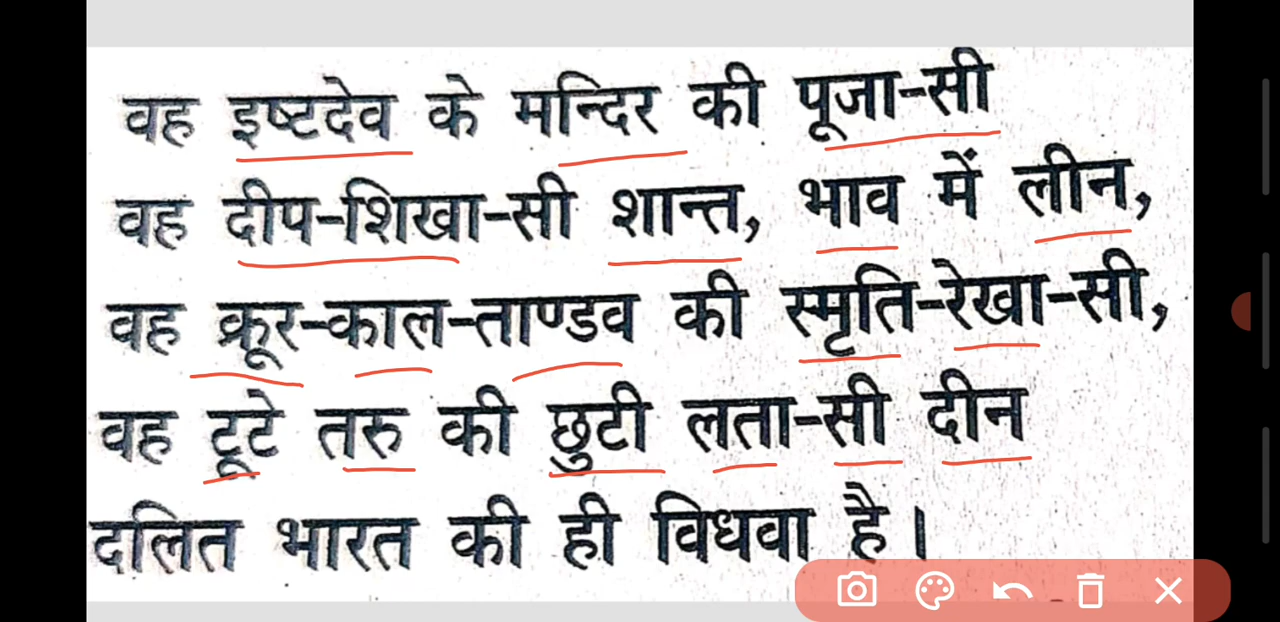 वह इष्टदेव के मन्दिर की पूजा-सी
वह दीप-शिखा-सी शान्त, भाव में लीन,
वह क्रूर-काल-ताण्डव की स्मृति-रेखा-सी,
वह टूटे तरु की छुटी लता-सी दीन
दलित भारत की ही विधवा है।